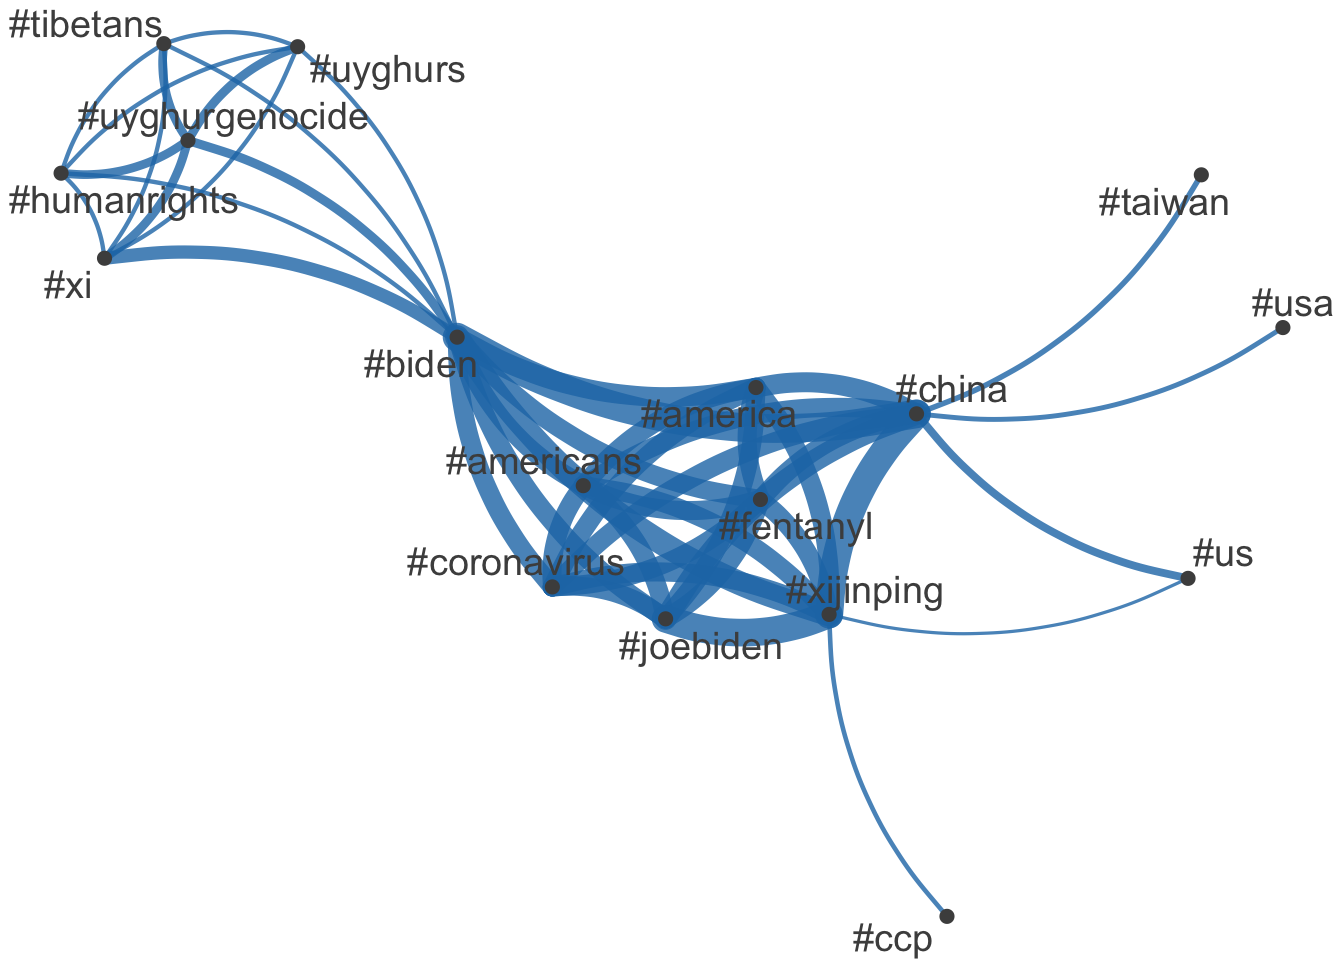 #tibetans
#uyghurs
#uyghurgenocide
#humanrights
#taiwan
#xi
#usa
#biden
#china
#america
#americans
#fentanyl
#coronavirus
#us
#xijinping
#joebiden
#ccp